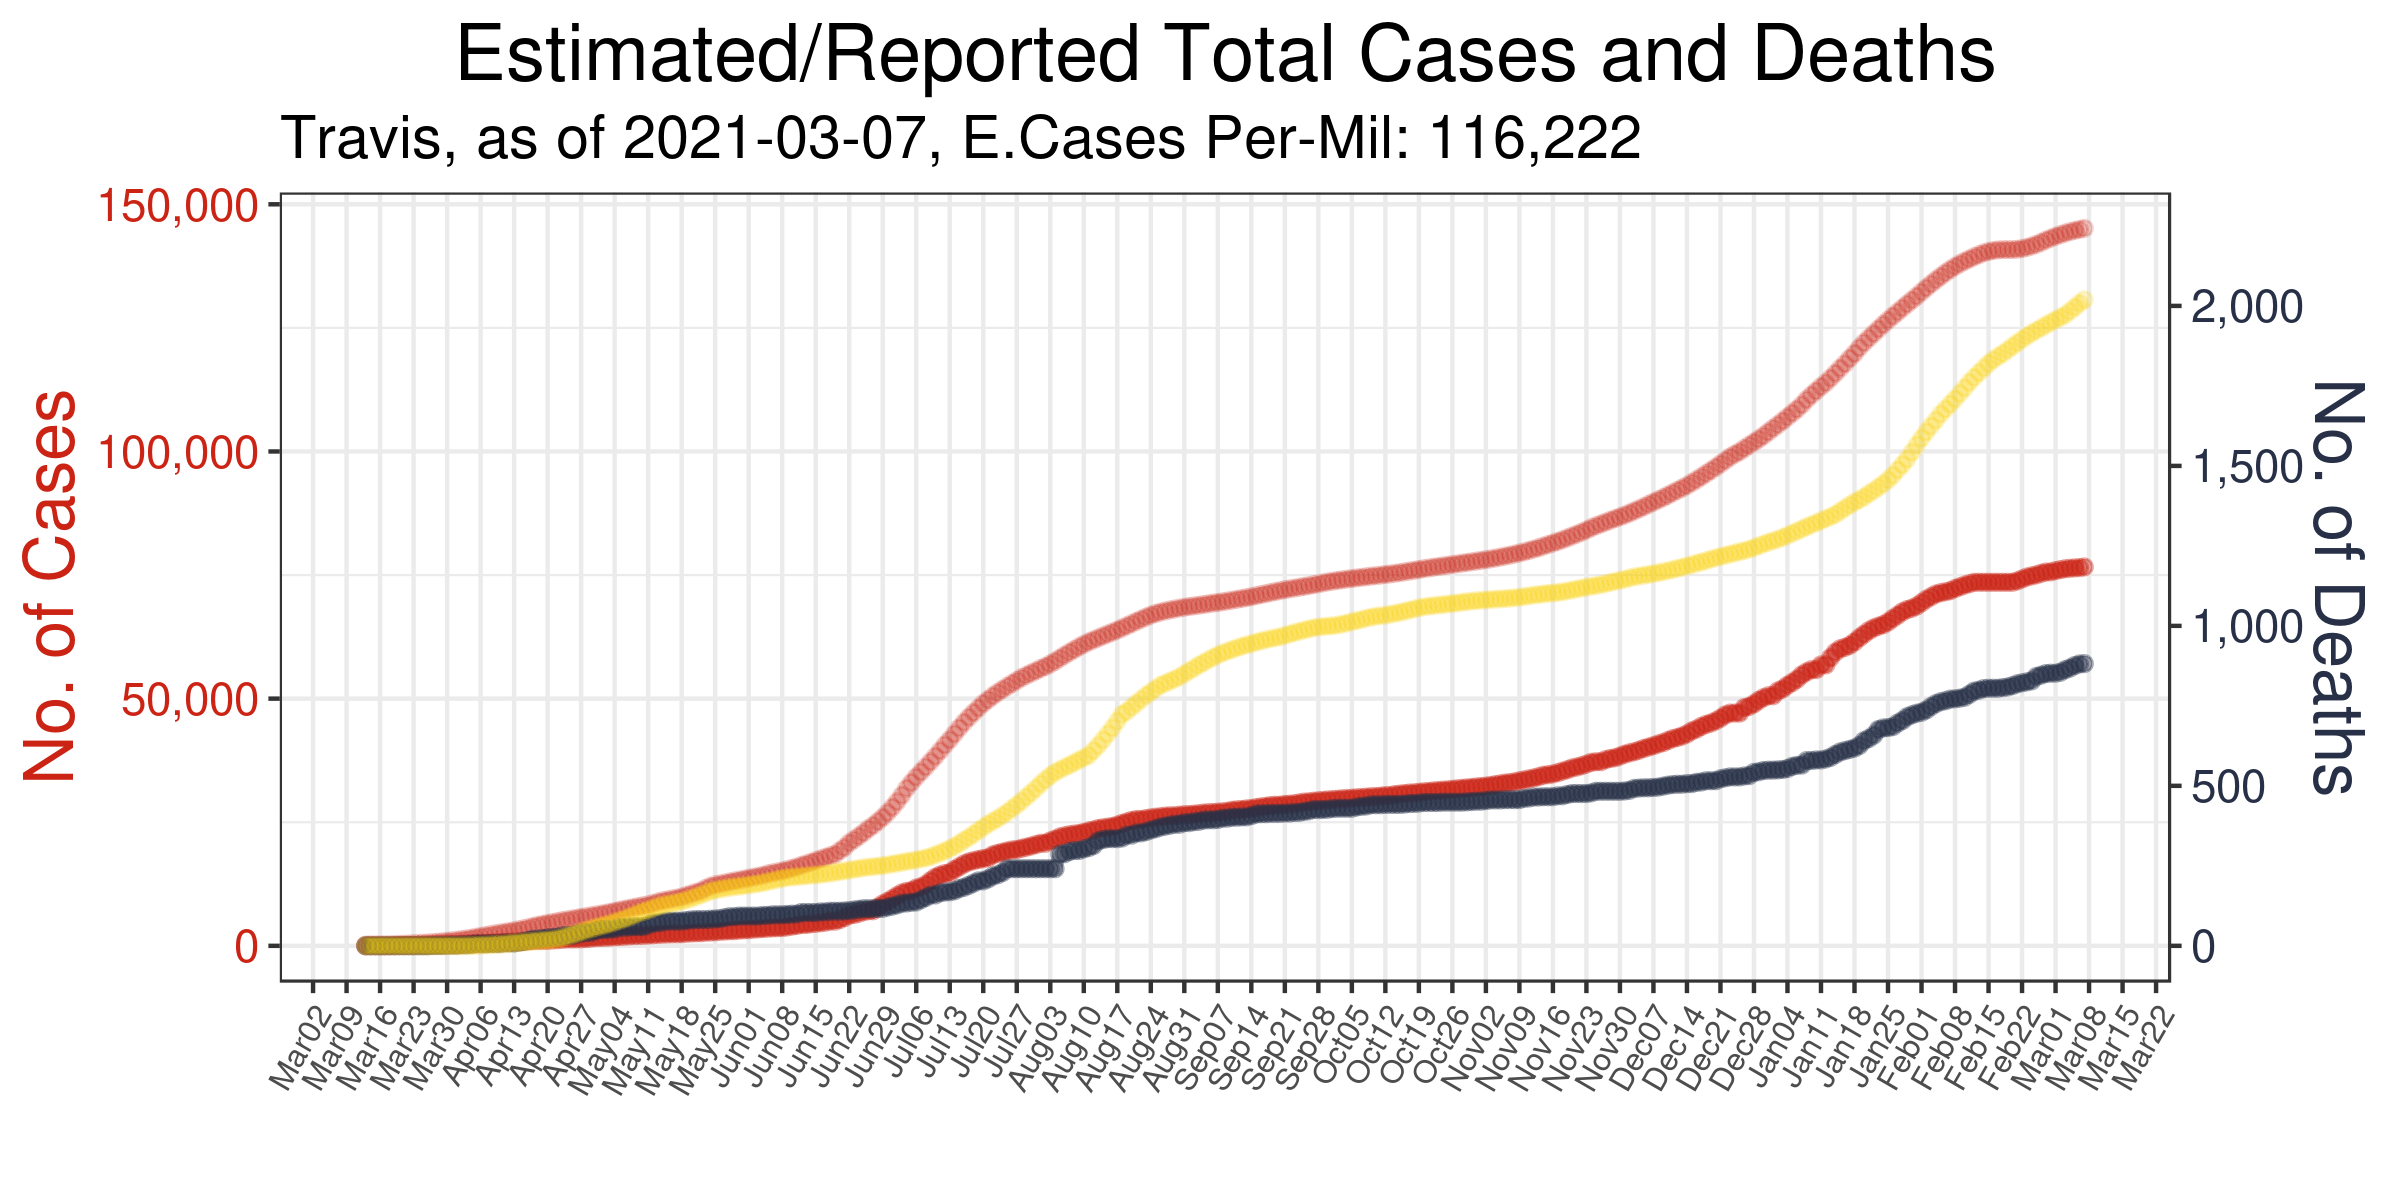 Estimated/Reported Total Cases and Deaths
Travis, as of 2021-03-07, E.Cases Per-Mil: 116,222
No. of Cases
150,000
100,000
50,000
0
2,000
1,500
1,000
500
0
No. of Deaths
Mar02
Mar09
Mar16
Mar23
Mar30
Apr06
Apr13
Apr20
Apr27
May04
May11
May18
May25
Jun01
Jun08
Jun15
Jun22
Jun29
Jul06
Jul13
Jul20
Jul27
Aug03
Aug10
Aug17
Aug24
Aug31
Sep07
Sep14
Sep21
Sep28
Oct05
Oct12
Oct19
Oct26
Nov02
Nov09
Nov16
Nov23
Nov30
Dec07
Dec14
Dec21
Dec28
Jan04
Jan11
Jan18
Jan25
Feb01
Feb08
Feb15
Feb22
Mar01
Mar08
Mar15
Mar22